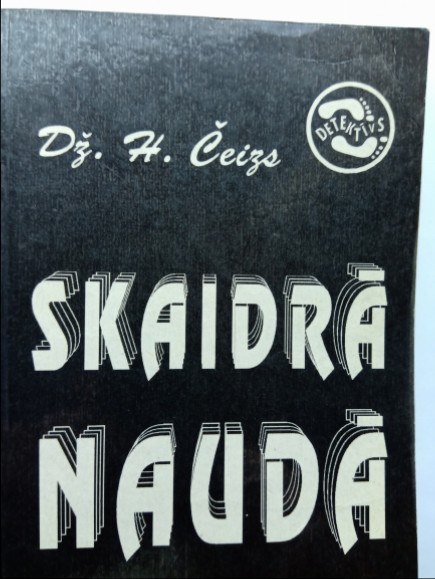 Dž. H. Čeizs
DETEKTĪVS
SKAIDRĀ
NAUDĀ